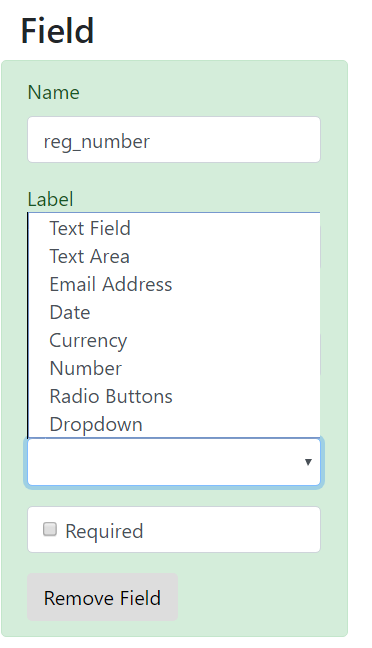 Field
Name
reg_number
Label
Text Field
Text Area
Email Address
Date
Currency
Number
Radio Buttons
Dropdown
Required
Remove Field